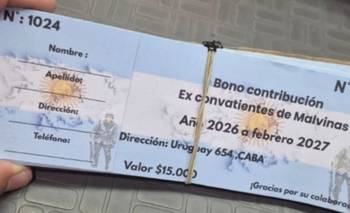 N°: 1024
Nombre :
Apellido:
Dirección:
Teléfono:
N°
Bono contribución
Ex convatientes de Malvinas
Año 2026 a febrero 2027
Dirección: Uruguay 654 ,CABA
Valor $15.000
¡Gracias por su colabora